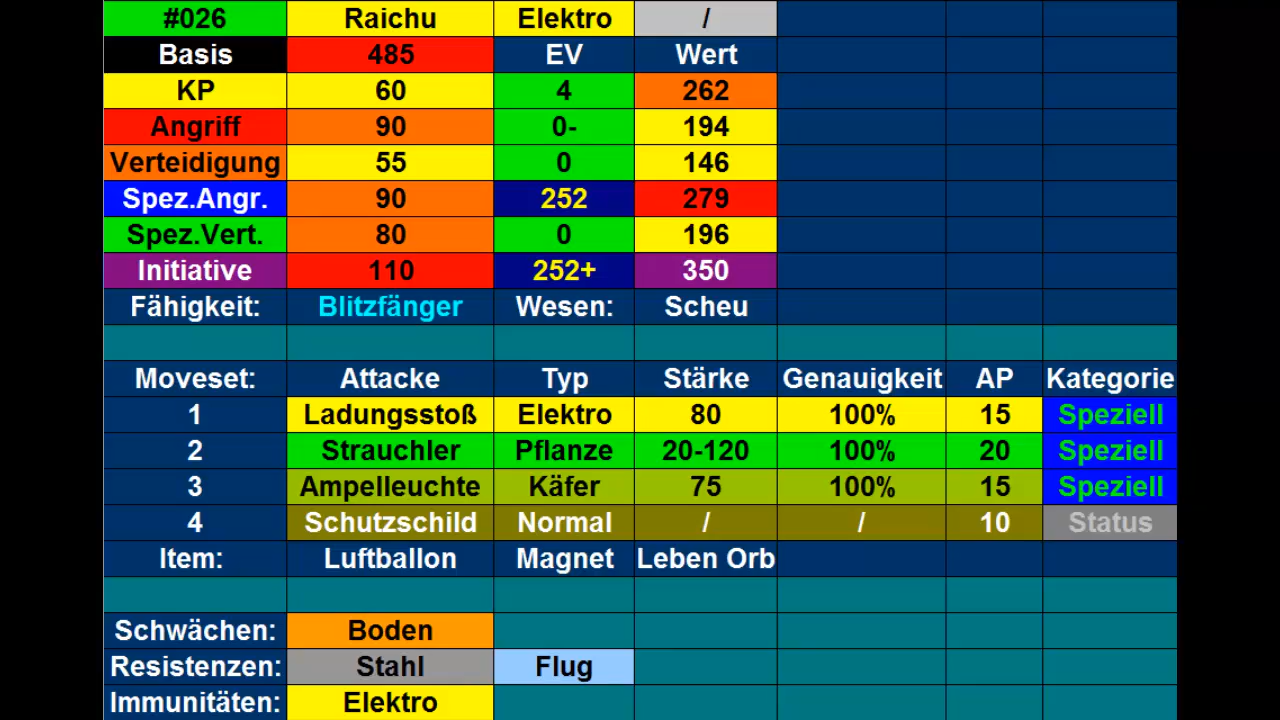 #026 Raichu Elektro /
Basis 485 EV Wert
KP 60 4 262
Angriff 90 0- 194
Verteidigung 55 0 146
Spez.Angr. 90 252 279
Spez.Vert. 80 0 196
Initiative 110 252+ 350
Fähigkeit: Blitzfänger Wesen: Scheu
Moveset: Attacke Typ Stärke Genauigkeit AP Kategorie
1 Ladungsstoß Elektro 80 100% 15 Speziell
2 Strauchler Pflanze 20-120 100% 20 Speziell
3 Ampelleuchte Käfer 75 100% 15 Speziell
4 Schutzschild Normal / / 10 Status
Item: Luftballon Magnet Leben Orb
Schwächen: Boden
Resistenzen: Stahl Flug
Immunitäten: Elektro